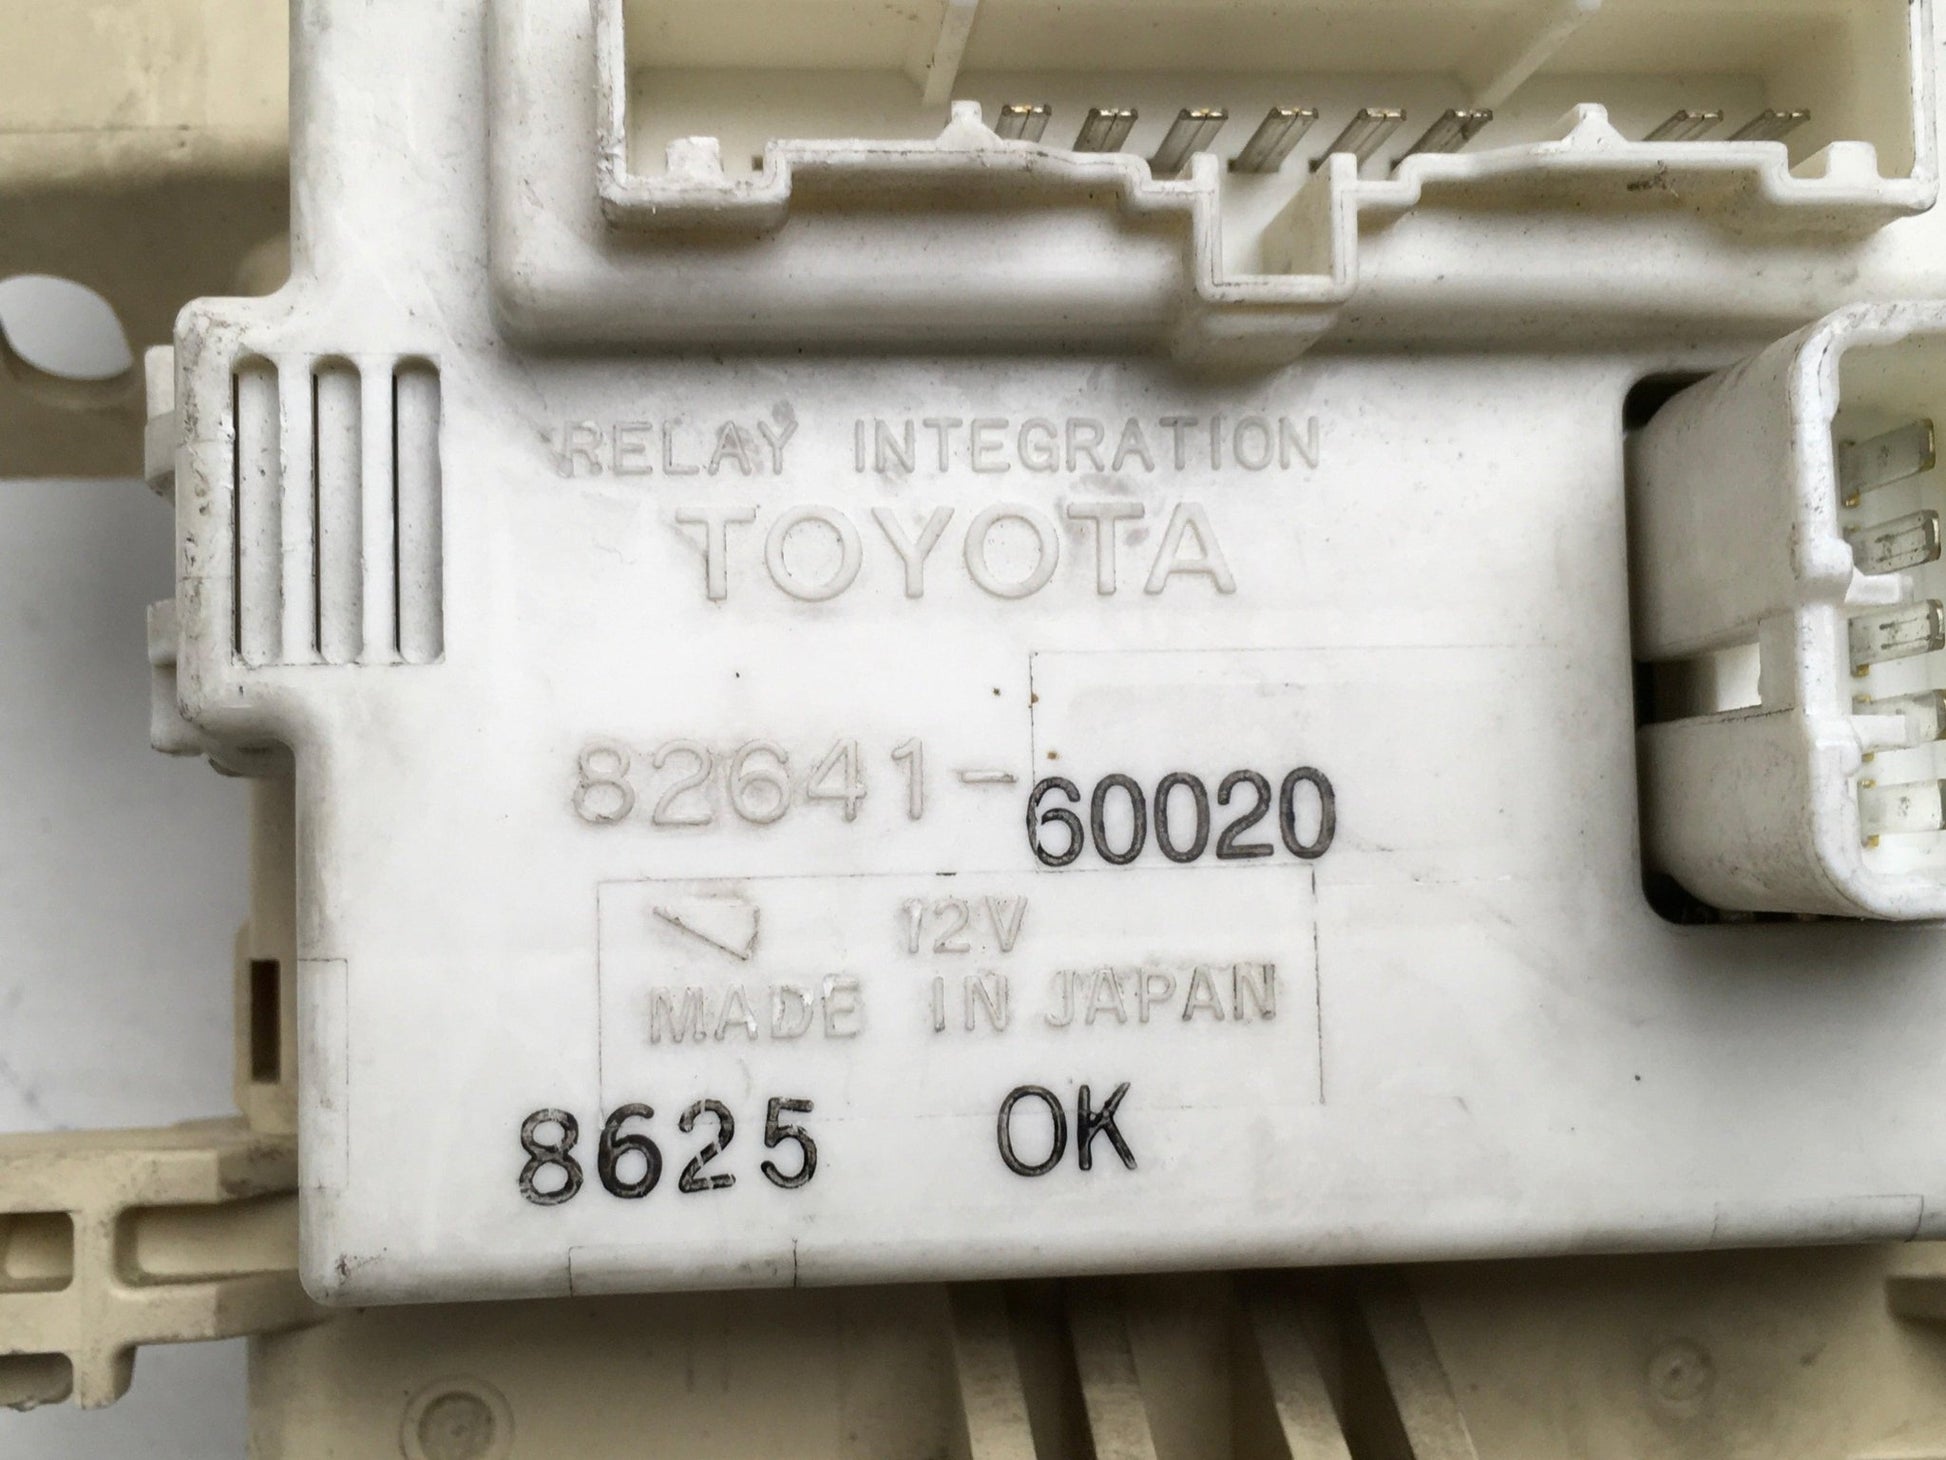 RELAY INTEGRATION
TOYOTA
82641-60020
12V
MADE IN JAPAN
8625 OK